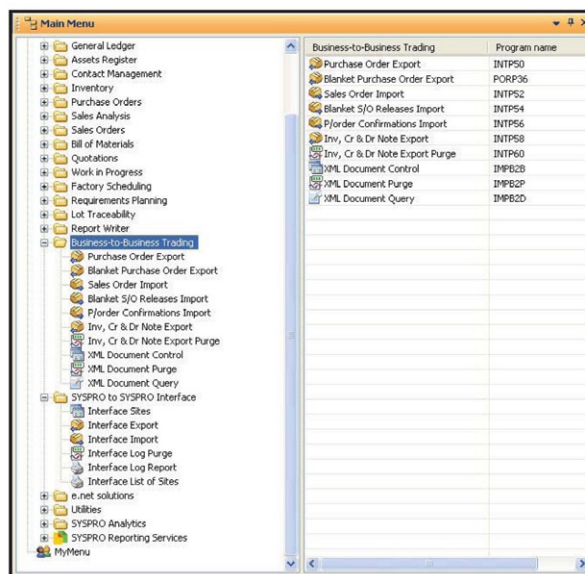 Main Menu
General Ledger
Assets Register
Contact Management
Inventory
Purchase Orders
Sales Analysis
Sales Orders
Bill of Materials
Quotations
Work in Progress
Factory Scheduling
Requirements Planning
Lot Traceability
Report Writer
Business-to-Business Trading
Purchase Order Export
Blanket Purchase Order Export
Sales Order Import
Blanket S/O Releases Import
P/order Confirmations Import
Inv, Cr & Dr Note Export
Inv, Cr & Dr Note Export Purge
XML Document Control
XML Document Purge
XML Document Query
SYSPRO to SYSPRO Interface
Interface Sites
Interface Export
Interface Import
Interface Log Purge
Interface Log Report
Interface List of Sites
e.net solutions
Utilities
SYSPRO Analytics
SYSPRO Reporting Services
MyMenu
Business-to-Business Trading Program name
Purchase Order Export INTP50
Blanket Purchase Order Export PORP36
Sales Order Import INTP52
Blanket S/O Releases Import INTP54
P/order Confirmations Import INTP56
Inv, Cr & Dr Note Export INTP58
Inv, Cr & Dr Note Export Purge INTP60
XML Document Control IMPB2B
XML Document Purge IMPB2P
XML Document Query IMPB2D